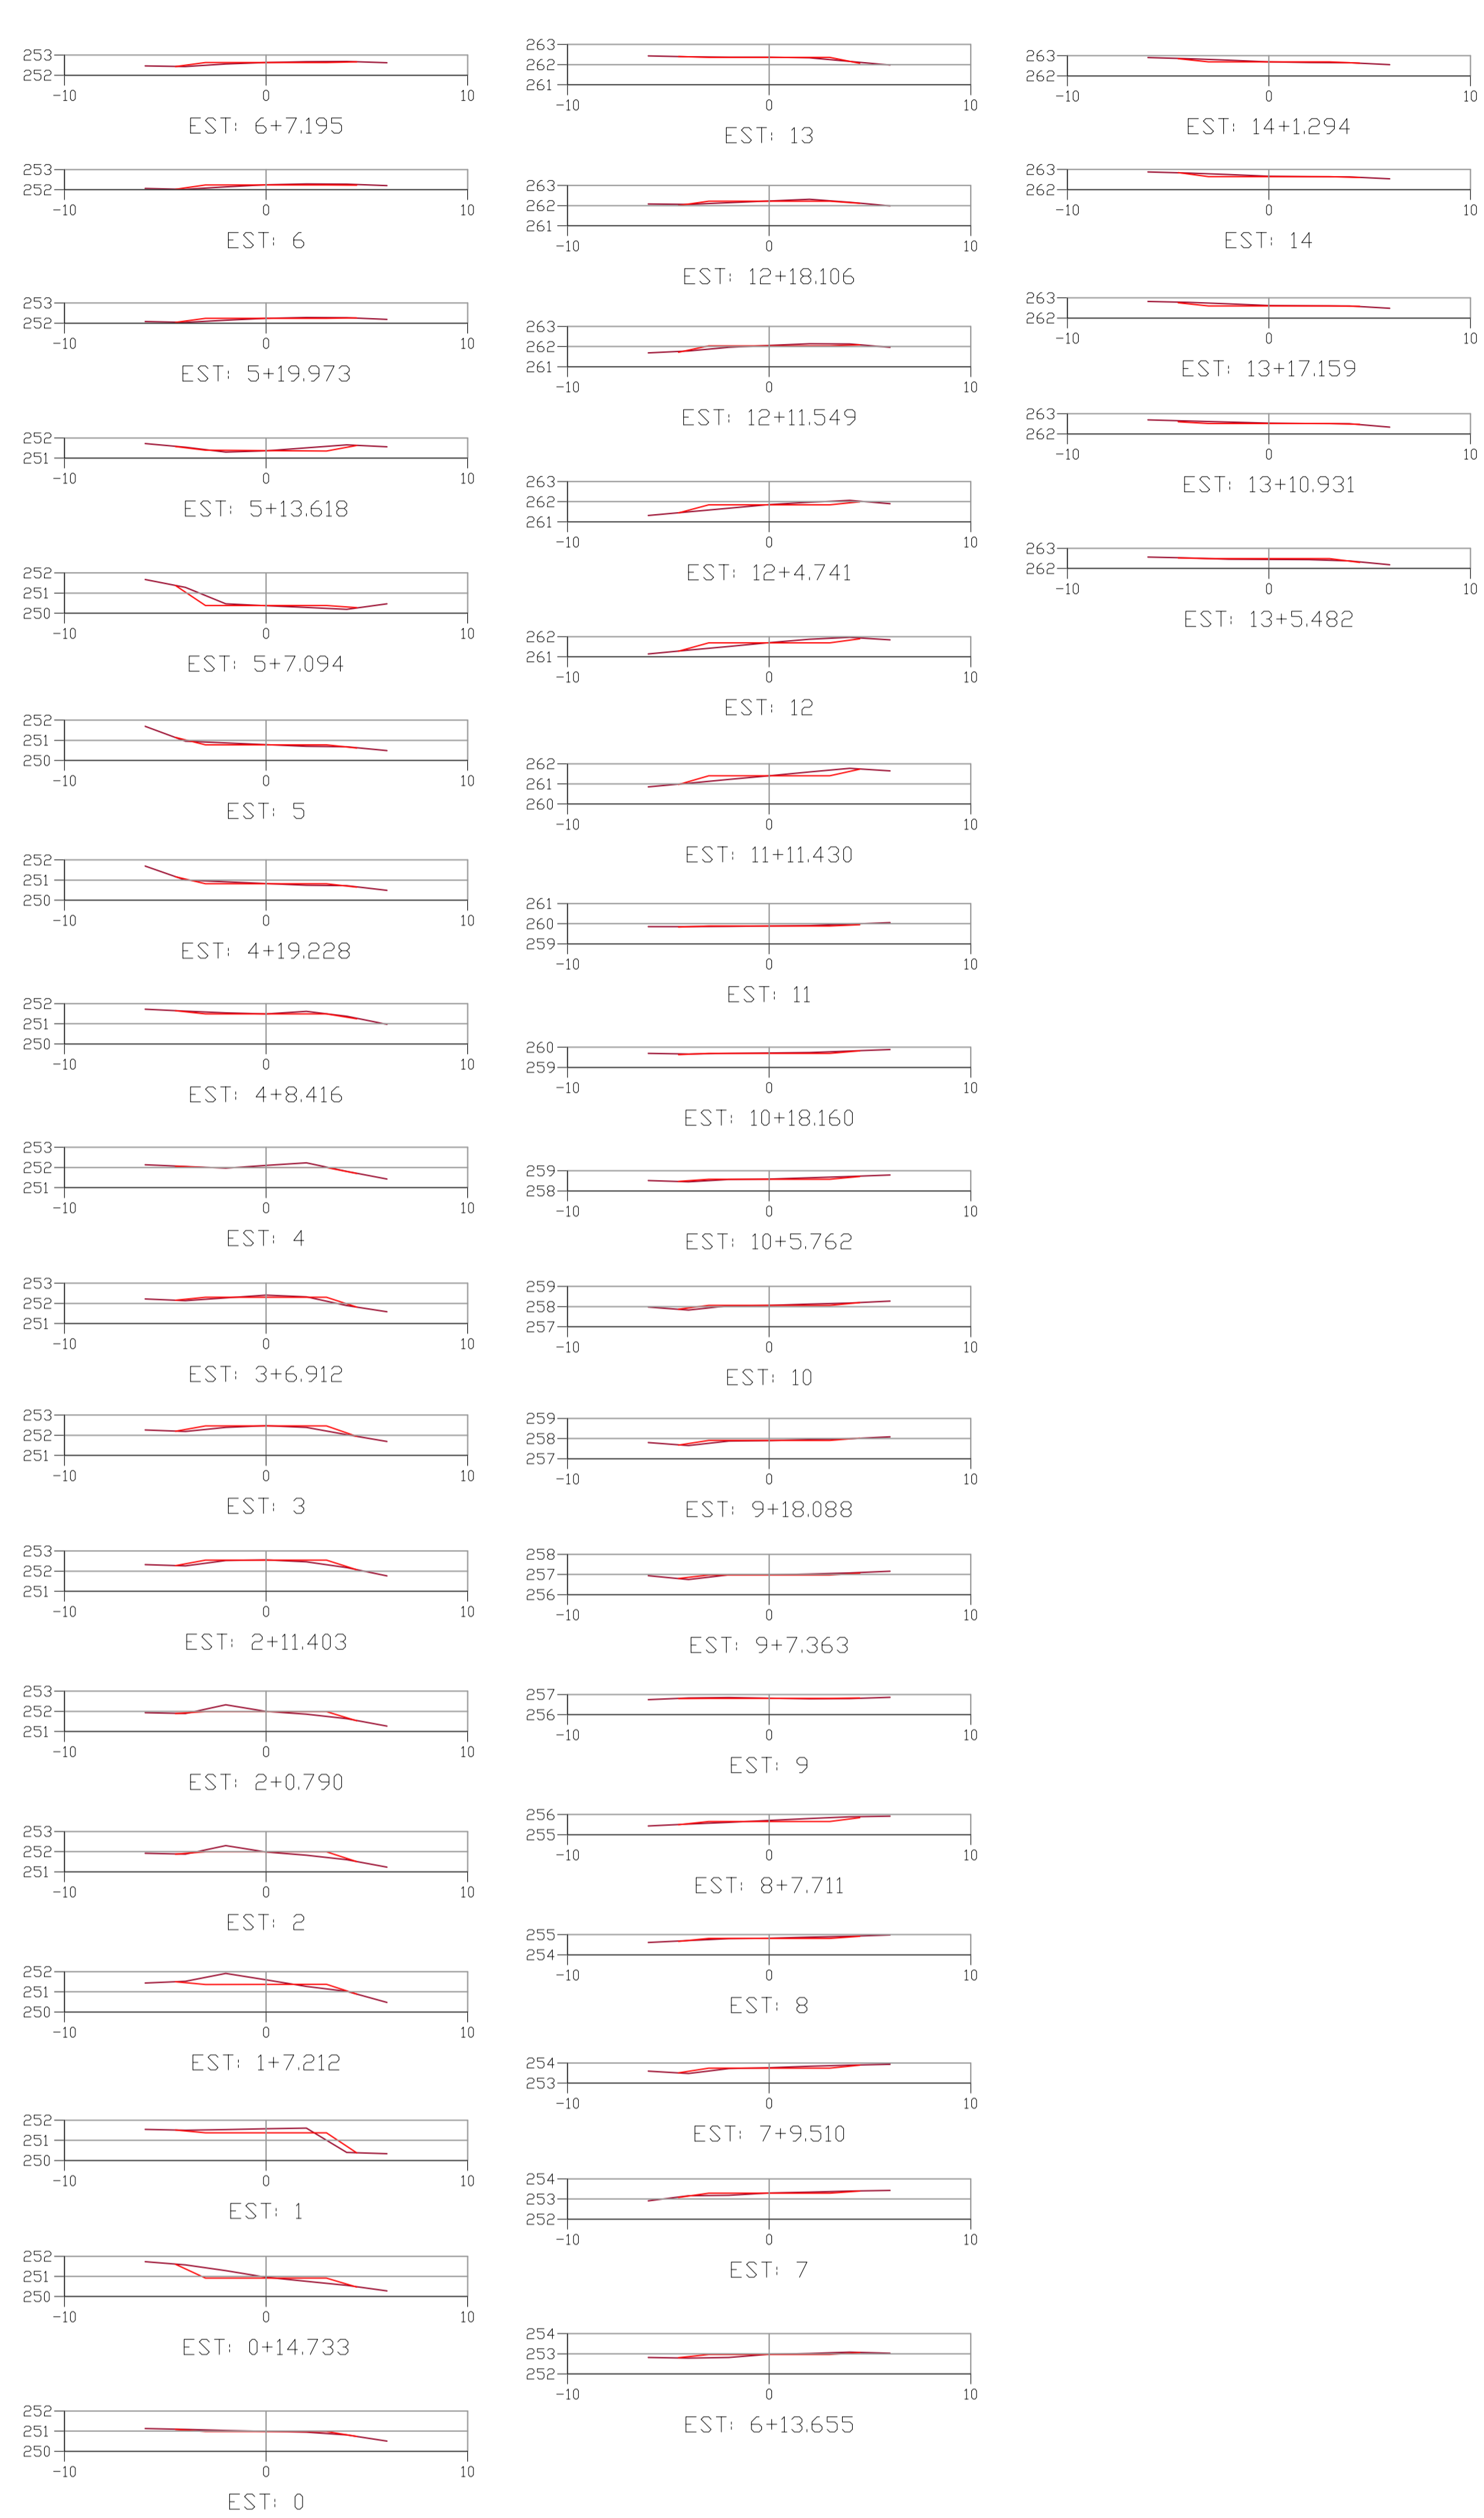 253
252
-10 0 10
EST: 6+7.195
253
252
-10 0 10
EST: 6
253
252
-10 0 10
EST: 5+19.973
252
251
-10 0 10
EST: 5+13.618
252
251
250
-10 0 10
EST: 5+7.094
252
251
250
-10 0 10
EST: 5
252
251
250
-10 0 10
EST: 4+19.228
252
251
250
-10 0 10
EST: 4+8.416
253
252
251
-10 0 10
EST: 4
253
252
251
-10 0 10
EST: 3+6.912
253
252
251
-10 0 10
EST: 3
253
252
251
-10 0 10
EST: 2+11.403
253
252
251
-10 0 10
EST: 2+0.790
253
252
251
-10 0 10
EST: 2
252
251
250
-10 0 10
EST: 1+7.212
252
251
250
-10 0 10
EST: 1
252
251
250
-10 0 10
EST: 0+14.733
252
251
250
-10 0 10
EST: 0
263
262
261
-10 0 10
EST: 13
263
262
261
-10 0 10
EST: 12+18.106
263
262
261
-10 0 10
EST: 12+11.549
263
262
261
-10 0 10
EST: 12+4.741
262
261
-10 0 10
EST: 12
262
261
260
-10 0 10
EST: 11+11.430
261
260
259
-10 0 10
EST: 11
260
259
-10 0 10
EST: 10+18.160
259
258
-10 0 10
EST: 10+5.762
259
258
257
-10 0 10
EST: 10
259
258
257
-10 0 10
EST: 9+18.088
258
257
256
-10 0 10
EST: 9+7.363
257
256
-10 0 10
EST: 9
256
255
-10 0 10
EST: 8+7.711
255
254
-10 0 10
EST: 8
254
253
-10 0 10
EST: 7+9.510
254
253
252
-10 0 10
EST: 7
254
253
252
-10 0 10
EST: 6+13.655
263
262
-10 0 10
EST: 14+1.294
263
262
-10 0 10
EST: 14
263
262
-10 0 10
EST: 13+17.159
263
262
-10 0 10
EST: 13+10.931
263
262
-10 0 10
EST: 13+5.482